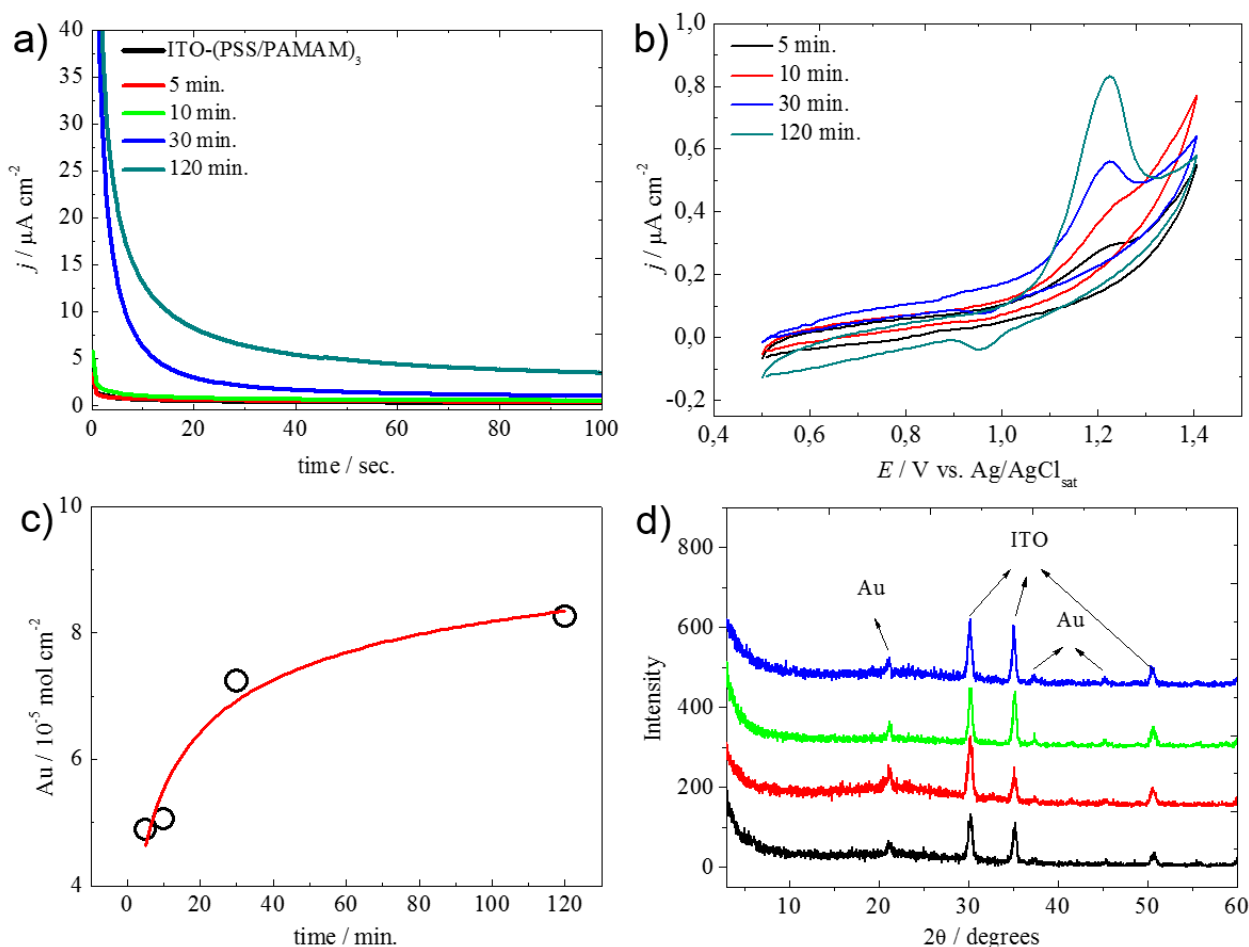 a)
40
35
30
25
20
15
10
5
0
j / μA cm⁻²
ITO-(PSS/PAMAM)₃
5 min.
10 min.
30 min.
120 min.
0 20 40 60 80 100
time / sec.
b)
1,0
0,8
0,6
0,4
0,2
0,0
-0,2
j / μA cm⁻²
5 min.
10 min.
30 min.
120 min.
0,4 0,6 0,8 1,0 1,2 1,4
E / V vs. Ag/AgClsat
c)
10
8
6
4
Au / 10⁻⁵ mol cm⁻²
0 20 40 60 80 100 120
time / min.
d)
800
600
400
200
0
Intensity
ITO
Au
Au
10 20 30 40 50 60
2θ / degrees